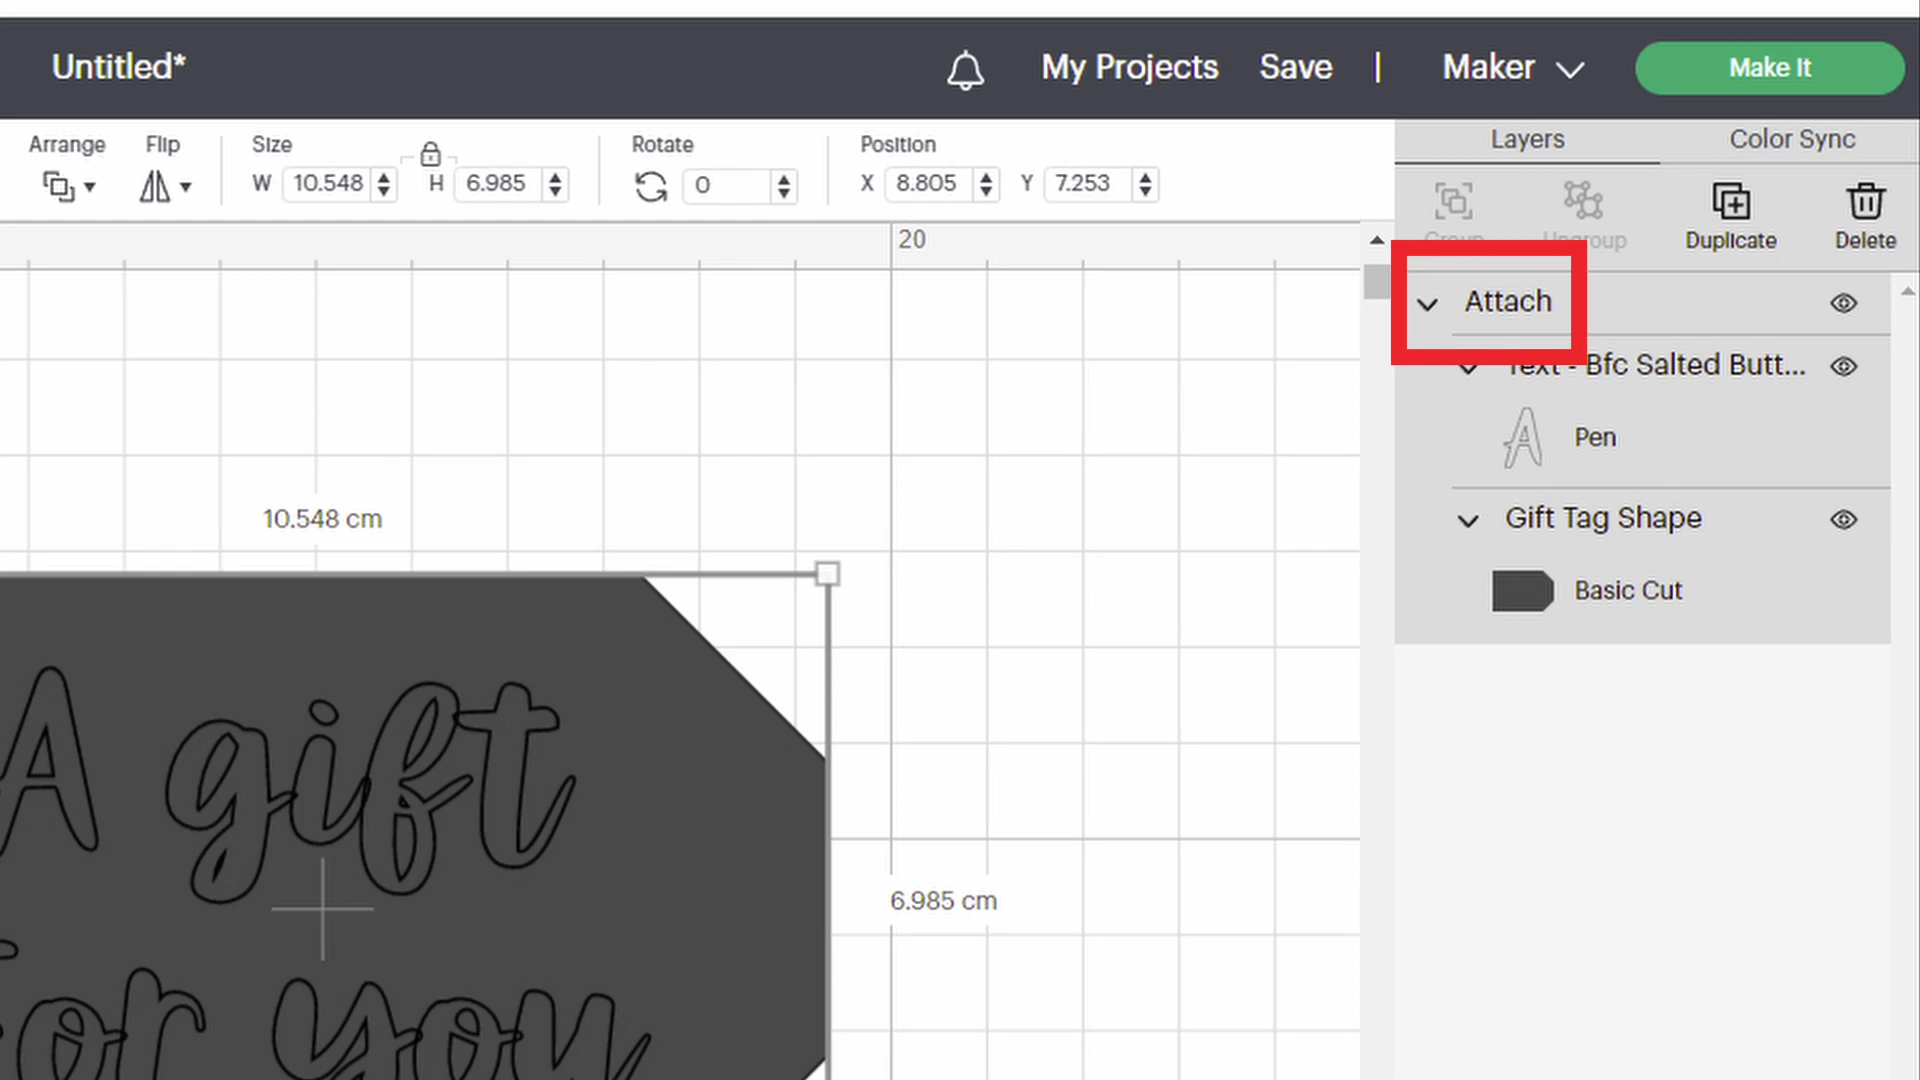 Untitled*
My Projects
Save
|
Maker
Make It
Arrange
Flip
Size
W 10.548
H 6.985
Rotate
0
Position
X 8.805
Y 7.253
Layers
Color Sync
Group
Ungroup
Duplicate
Delete
20
Attach
Text - Bfc Salted Butt...
Pen
Gift Tag Shape
Basic Cut
10.548 cm
6.985 cm
A gift
for you